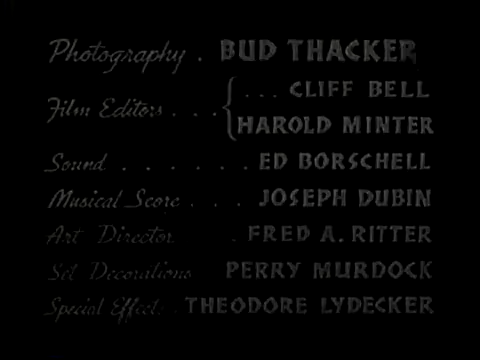 Photography . BUD THACKER
Film Editors . . . { . . . CLIFF BELL
HAROLD MINTER
Sound . . . . . . ED BORSCHELL
Musical Score . . . JOSEPH DUBIN
Art Director . FRED A. RITTER
Set Decorations PERRY MURDOCK
Special Effects . THEODORE LYDECKER